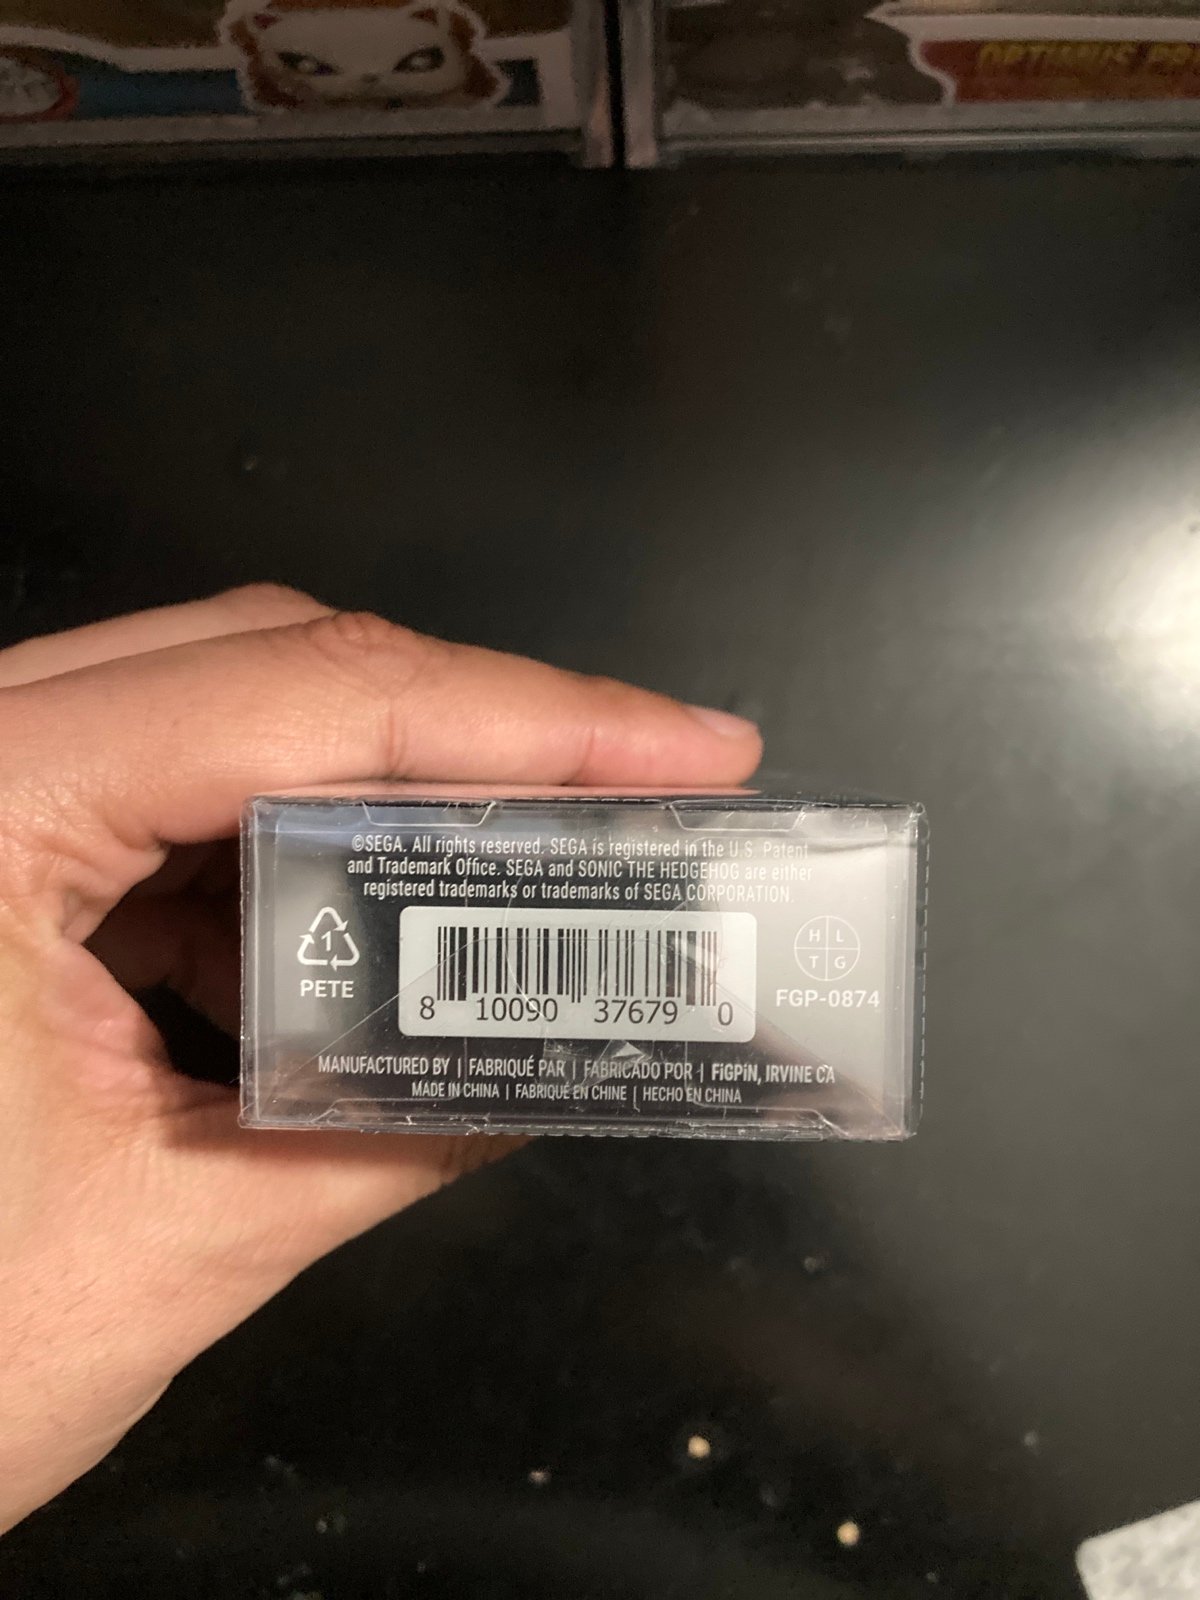 OPTIMUS
©SEGA. All rights reserved. SEGA is registered in the U.S. Patent
and Trademark Office. SEGA and SONIC THE HEDGEHOG are either
registered trademarks or trademarks of SEGA CORPORATION.
1
PETE
8 10090 37679 0
H L
T G
FGP-0874
MANUFACTURED BY | FABRIQUÉ PAR | FABRICADO POR | FiGPiN, IRVINE CA
MADE IN CHINA | FABRIQUÉ EN CHINE | HECHO EN CHINA